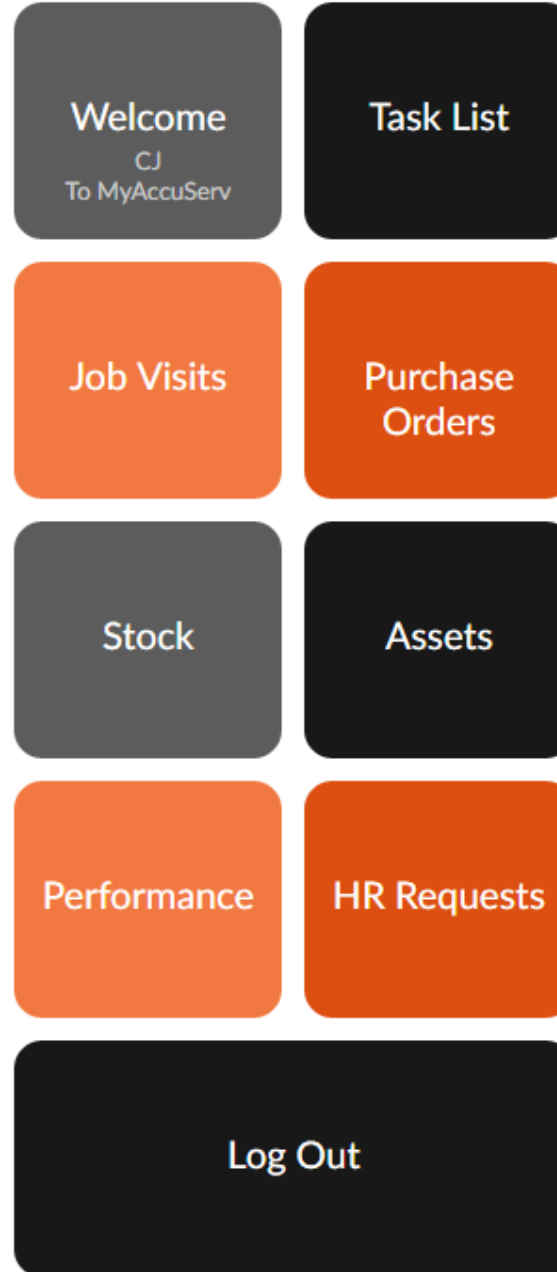 Welcome
CJ
To MyAccuServ
Task List
Job Visits
Purchase
Orders
Stock
Assets
Performance
HR Requests
Log Out